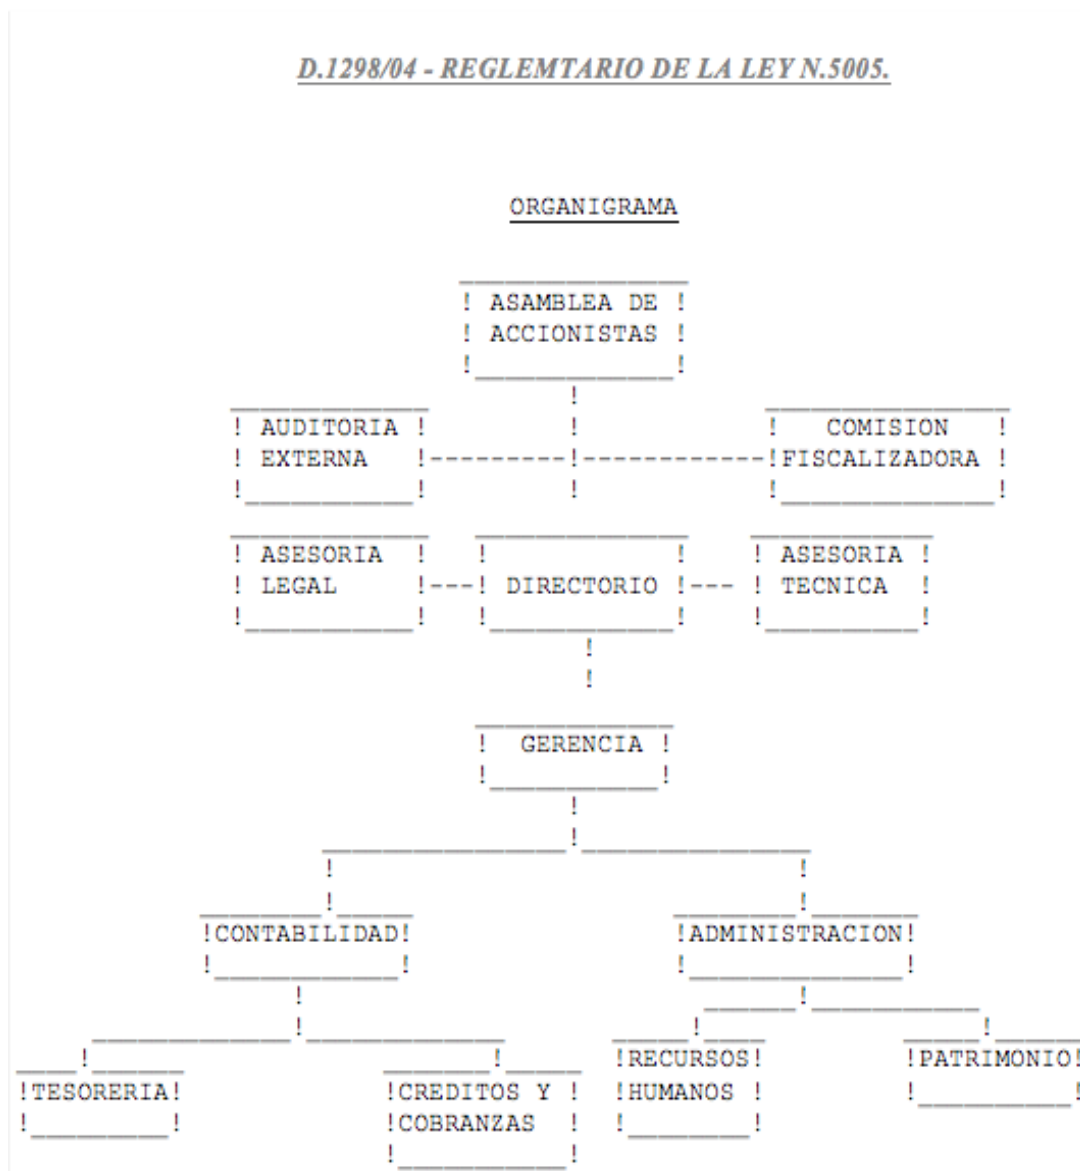 D.1298/04 - REGLEMTARIO DE LA LEY N.5005.
ORGANIGRAMA
ASAMBLEA DE
ACCIONISTAS
AUDITORIA
EXTERNA
COMISION
FISCALIZADORA
ASESORIA
LEGAL
DIRECTORIO
ASESORIA
TECNICA
GERENCIA
CONTABILIDAD
ADMINISTRACION
TESORERIA
CREDITOS Y
COBRANZAS
RECURSOS
HUMANOS
PATRIMONIO